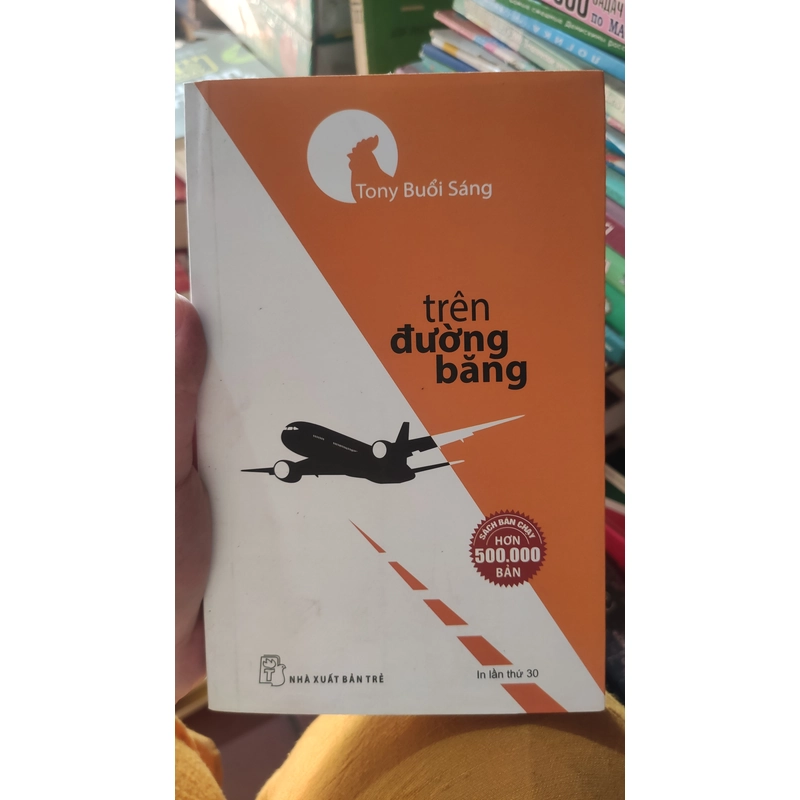 Tony Buổi Sáng
trên
đường
băng
SÁCH BÁN CHẠY
HƠN
500.000
BẢN
In lần thứ 30
NHÀ XUẤT BẢN TRẺ